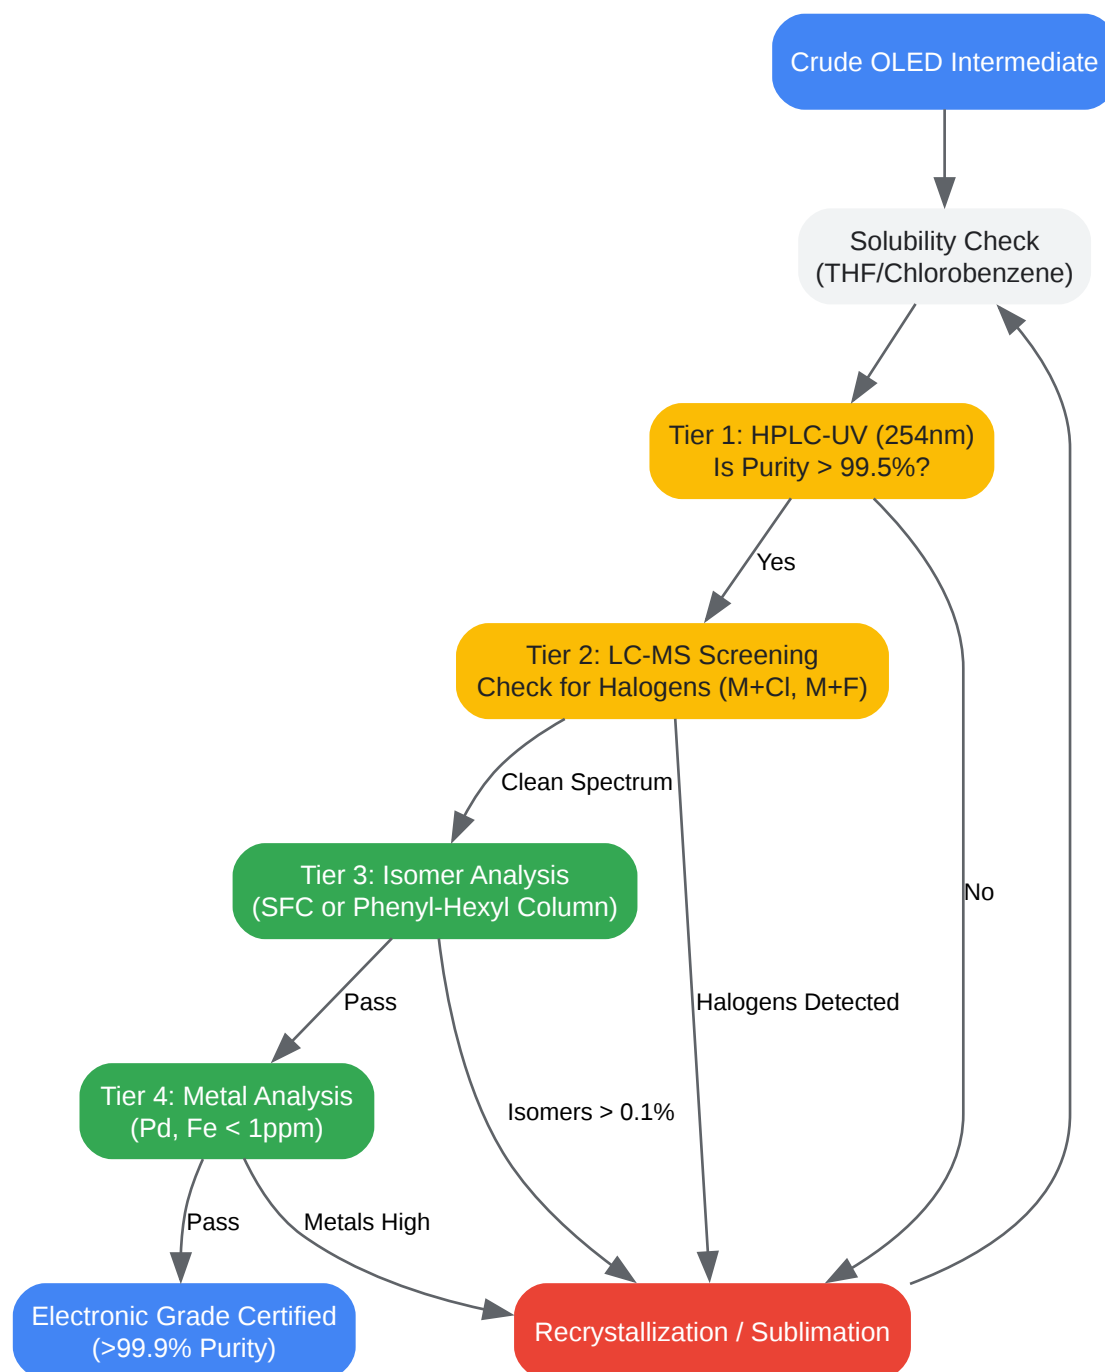 Crude OLED Intermediate
Solubility Check
(THF/Chlorobenzene)
Tier 1: HPLC-UV (254nm)
Is Purity > 99.5%?
Yes
Tier 2: LC-MS Screening
Check for Halogens (M+Cl, M+F)
Clean Spectrum
Tier 3: Isomer Analysis
(SFC or Phenyl-Hexyl Column)
No
Pass
Halogens Detected
Tier 4: Metal Analysis
(Pd, Fe < 1ppm)
Isomers > 0.1%
Pass
Metals High
Electronic Grade Certified
(>99.9% Purity)
Recrystallization / Sublimation